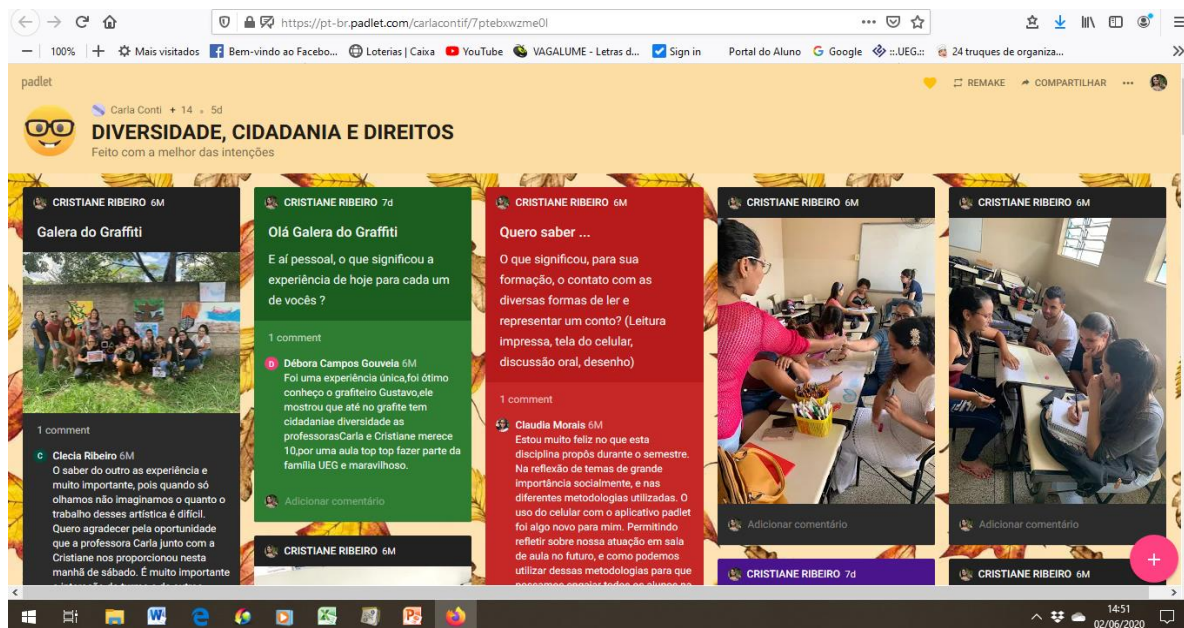 https://pt-br.padlet.com/carlacontif/7ptebxwzme0l
100%
Mais visitados
Bem-vindo ao Facebo...
Loterias | Caixa
YouTube
VAGALUME - Letras d...
Sign in
Portal do Aluno
Google
::.UEG.::
24 truques de organiza...
padlet
REMAKE
COMPARTILHAR
Carla Conti + 14 • 5d
DIVERSIDADE, CIDADANIA E DIREITOS
Feito com a melhor das intenções
CRISTIANE RIBEIRO 6M
Galera do Graffiti
1 comment
C Clecia Ribeiro 6M
O saber do outro as experiência e
muito importante, pois quando só
olhamos não imaginamos o quanto o
trabalho desses artística é difícil.
Quero agradecer pela oportunidade
que a professora Carla junto com a
Cristiane nos proporcionou nesta
manhã de sábado. É muito importante
CRISTIANE RIBEIRO 7d
Olá Galera do Graffiti
E aí pessoal, o que significou a
experiência de hoje para cada um
de vocês ?
1 comment
D Débora Campos Gouveia 6M
Foi uma experiência única,foi ótimo
conheço o grafiteiro Gustavo,ele
mostrou que até no grafite tem
cidadaniae diversidade as
professorasCarla e Cristiane merece
10,por uma aula top top fazer parte da
família UEG e maravilhoso.
Adicionar comentário
CRISTIANE RIBEIRO 6M
CRISTIANE RIBEIRO 6M
Quero saber ...
O que significou, para sua
formação, o contato com as
diversas formas de ler e
representar um conto? (Leitura
impressa, tela do celular,
discussão oral, desenho)
1 comment
Claudia Morais 6M
Estou muito feliz no que esta
disciplina propôs durante o semestre.
Na reflexão de temas de grande
importância socialmente, e nas
diferentes metodologias utilizadas. O
uso do celular com o aplicativo padlet
foi algo novo para mim. Permitindo
refletir sobre nossa atuação em sala
de aula no futuro, e como podemos
utilizar dessas metodologias para que
possamos engajar todos os alunos na
CRISTIANE RIBEIRO 6M
Adicionar comentário
CRISTIANE RIBEIRO 7d
CRISTIANE RIBEIRO 6M
Adicionar comentário
CRISTIANE RIBEIRO 6M
14:51
02/06/2020